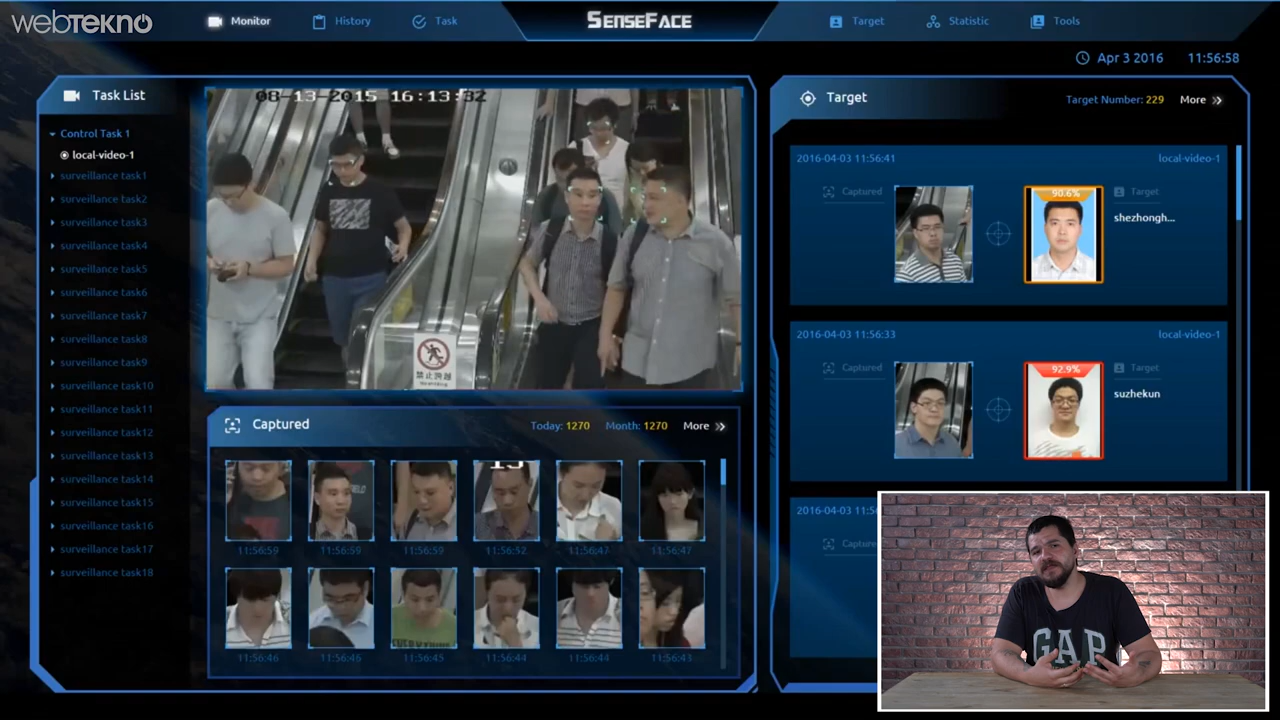 webtekno
Monitor
History
Task
SENSEFACE
Target
Statistic
Tools
Apr 3 2016 11:56:58
Task List
Control Task 1
local-video-1
surveillance task1
surveillance task2
surveillance task3
surveillance task4
surveillance task5
surveillance task6
surveillance task7
surveillance task8
surveillance task9
surveillance task10
surveillance task11
surveillance task12
surveillance task13
surveillance task14
surveillance task15
surveillance task16
surveillance task17
surveillance task18
08-13-2015 16:13:32
禁止跨越
Captured
Today: 1270 Month: 1270 More
11:56:59 11:56:59 11:56:59 11:56:52 11:56:47 11:56:47
11:56:46 11:56:46 11:56:45 11:56:44 11:56:44 11:56:43
Target
Target Number: 229 More
2016-04-03 11:56:41 local-video-1
Captured
90.6%
Target
shezhongh...
2016-04-03 11:56:33 local-video-1
Captured
92.9%
Target
suzhekun
GAP